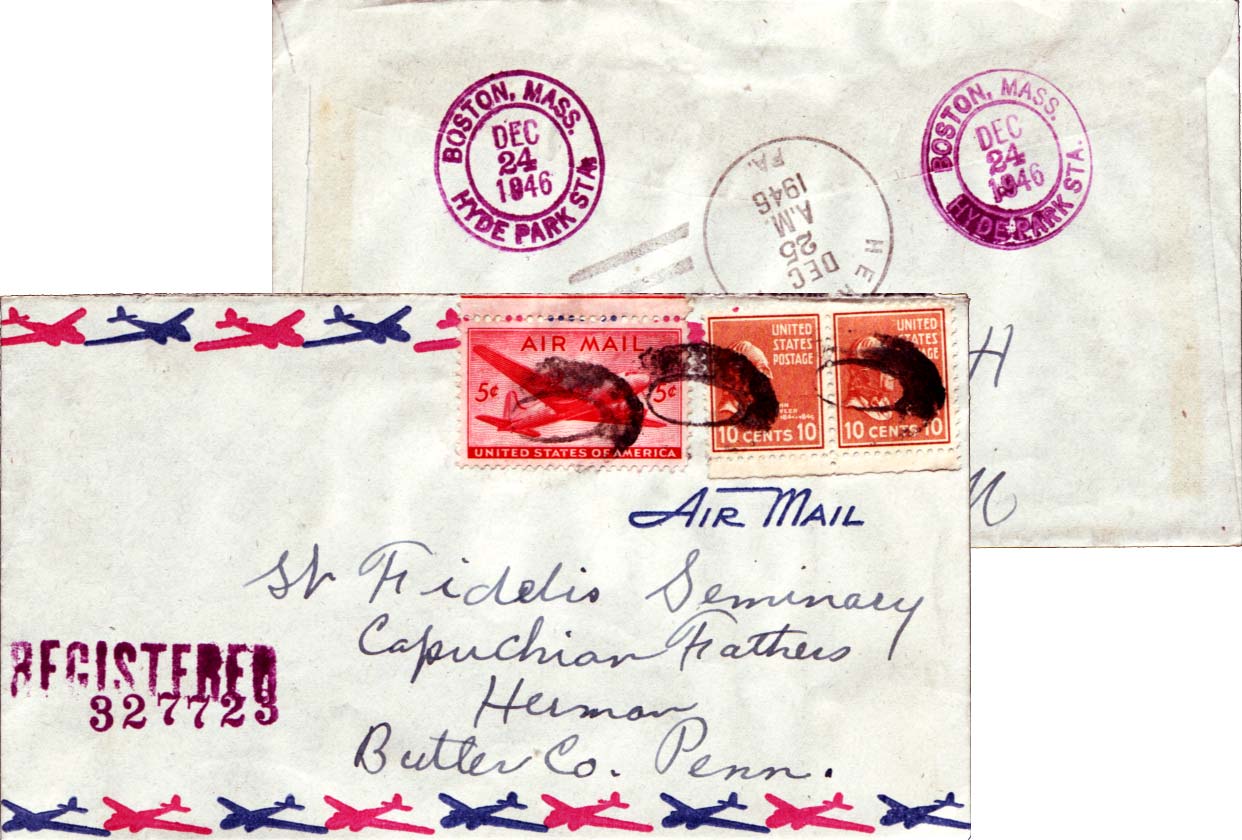 BOSTON, MASS.
DEC
24
1946
HYDE PARK STA.
HER
DEC
25
A.M.
1946
PA.
BOSTON, MASS.
DEC
24
1946
HYDE PARK STA.
H
AIR MAIL
5¢ 5¢
UNITED STATES OF AMERICA
UNITED
STATES
POSTAGE
10 CENTS 10
UNITED
STATES
10 CENTS 10
AIR MAIL
St Fidelis Seminary
Capuchian Fathers
Herman
Butler Co. Penn.
REGISTERED
327723